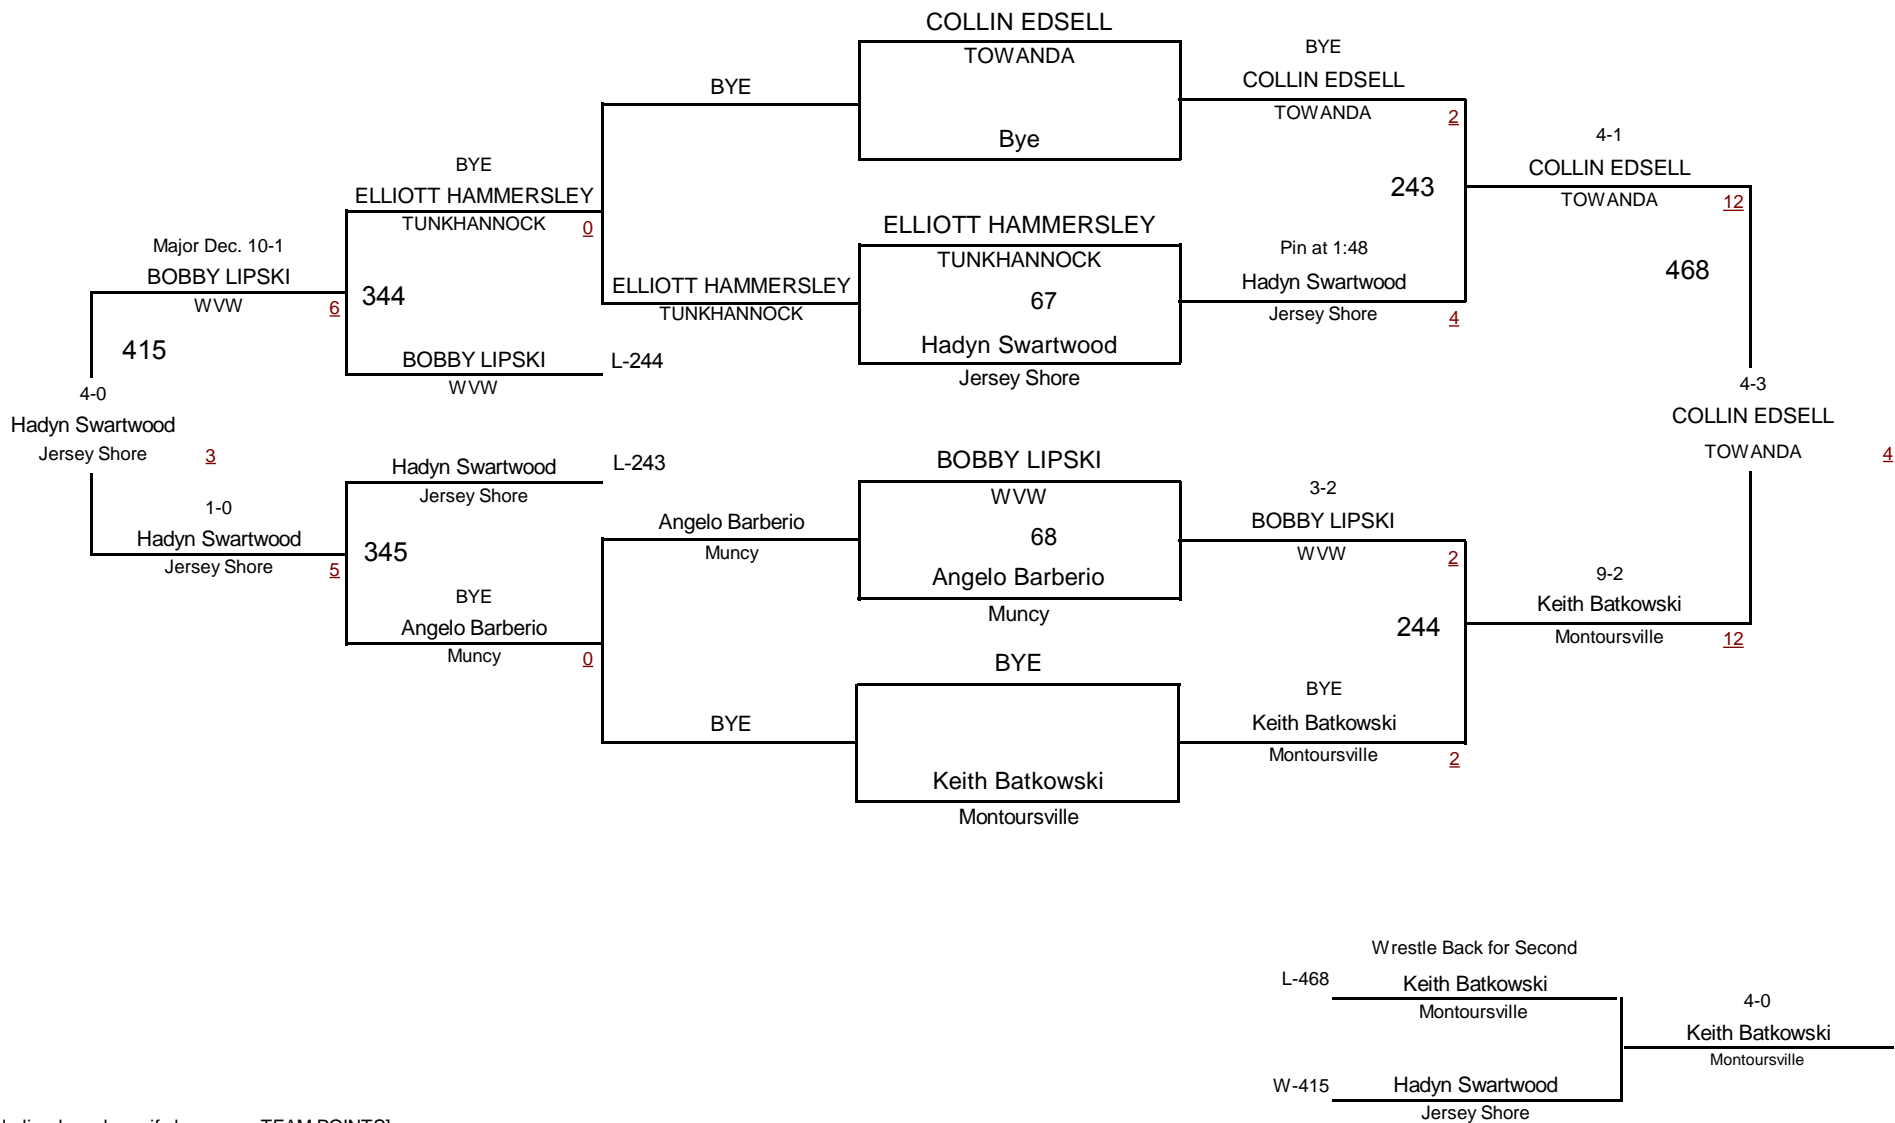 COLLIN EDSELL
TOWANDA
BYE
COLLIN EDSELL
TOWANDA
2
BYE
Bye
4-1
COLLIN EDSELL
TOWANDA
12
243
BYE
ELLIOTT HAMMERSLEY
TUNKHANNOCK
0
ELLIOTT HAMMERSLEY
TUNKHANNOCK
67
Hadyn Swartwood
Jersey Shore
Pin at 1:48
Hadyn Swartwood
Jersey Shore
4
468
Major Dec. 10-1
BOBBY LIPSKI
WVW
6
344
ELLIOTT HAMMERSLEY
TUNKHANNOCK
415
BOBBY LIPSKI
WVW
L-244
4-0
Hadyn Swartwood
Jersey Shore
3
4-3
COLLIN EDSELL
TOWANDA
4
Hadyn Swartwood
Jersey Shore
L-243
BOBBY LIPSKI
WVW
68
Angelo Barberio
Muncy
3-2
BOBBY LIPSKI
WVW
2
1-0
Hadyn Swartwood
Jersey Shore
5
345
Angelo Barberio
Muncy
BYE
Angelo Barberio
Muncy
0
9-2
Keith Batkowski
Montoursville
12
244
BYE
BYE
Keith Batkowski
Montoursville
2
BYE
Keith Batkowski
Montoursville
Wrestle Back for Second
L-468
Keith Batkowski
Montoursville
4-0
Keith Batkowski
Montoursville
W-415
Hadyn Swartwood
Jersey Shore